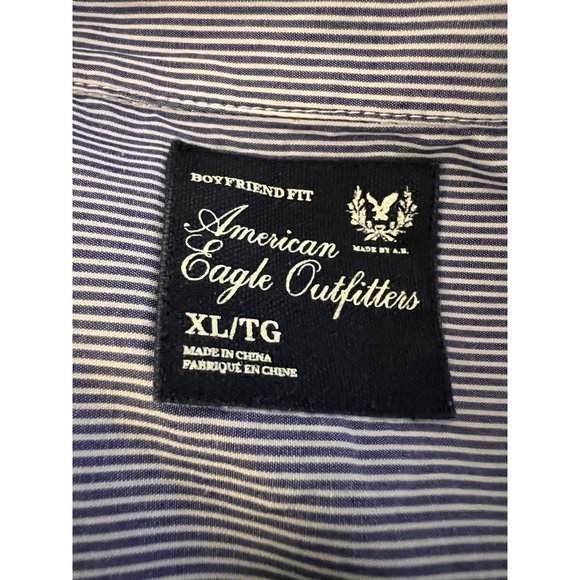 BOYFRIEND FIT
MADE BY A.E.
American
Eagle Outfitters
XL/TG
MADE IN CHINA
FABRIQUÉ EN CHINE